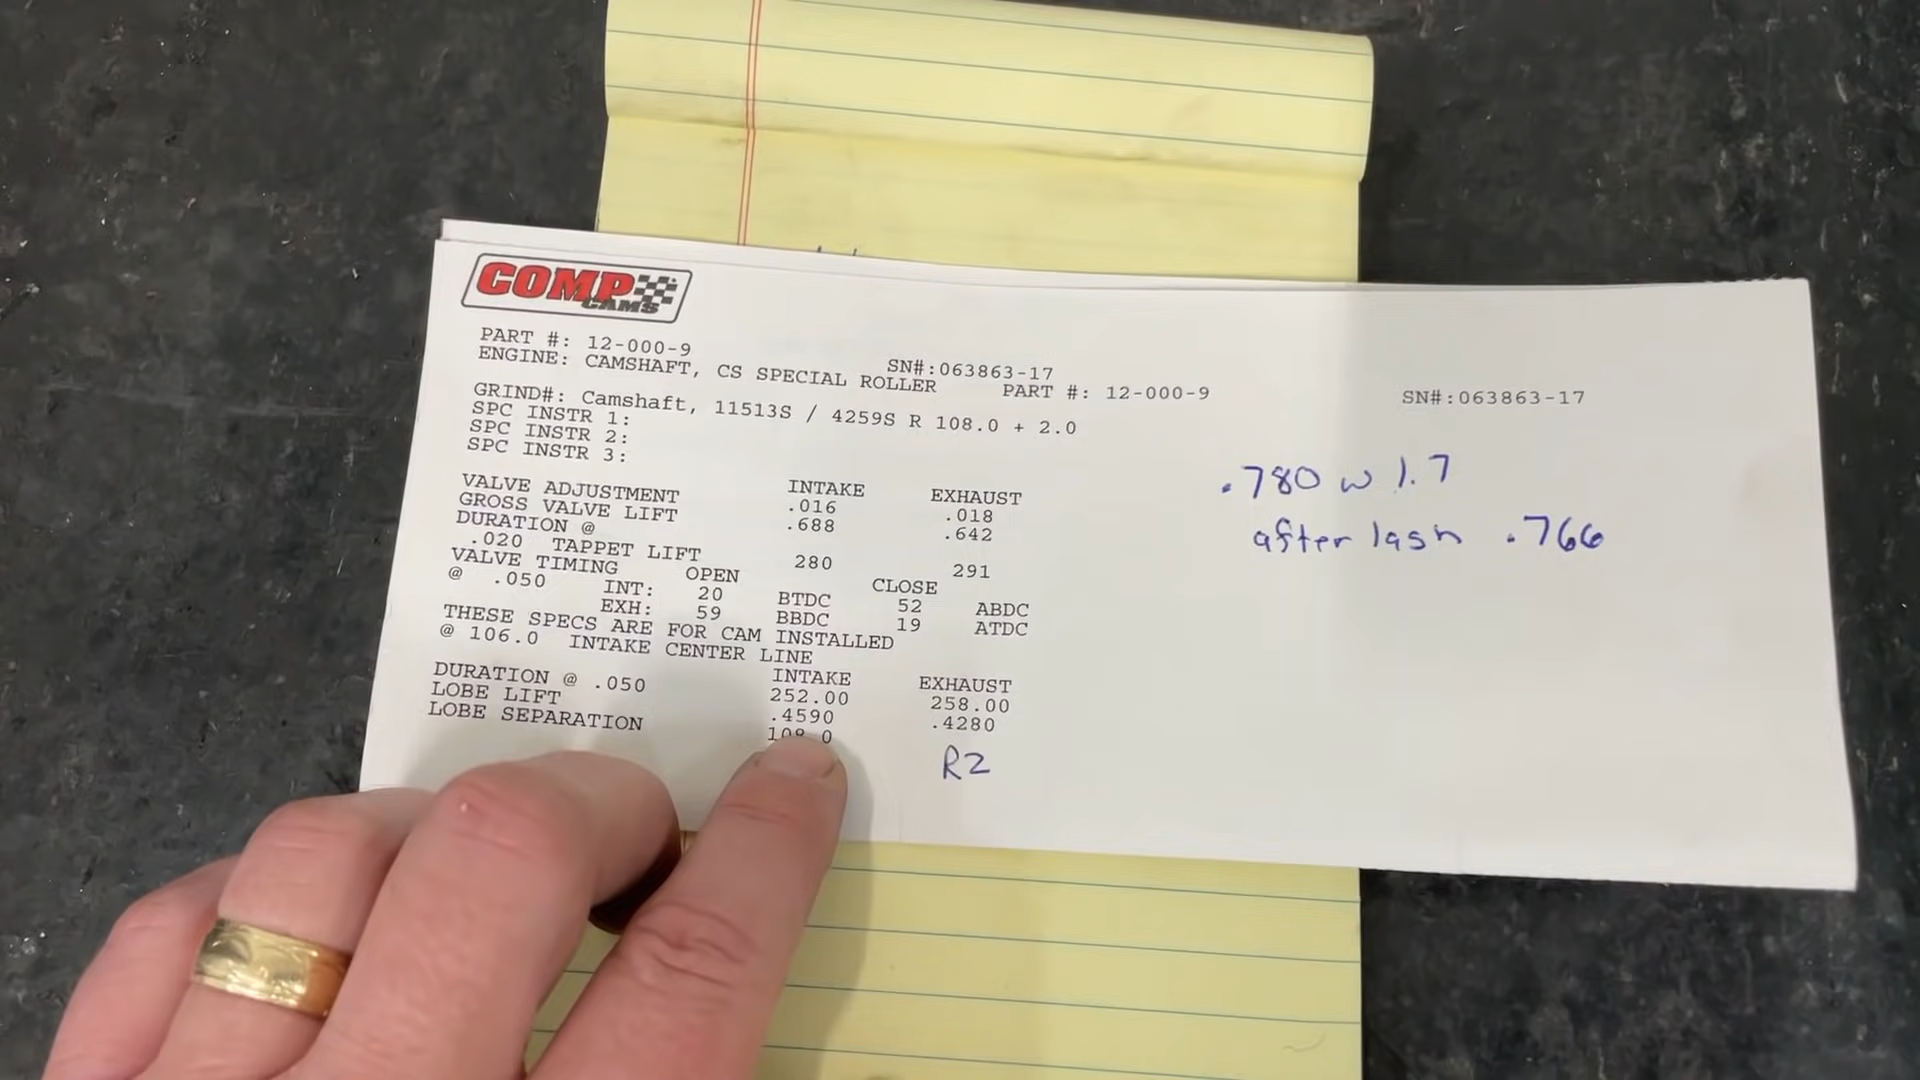 COMP
CAMS
PART #: 12-000-9
SN#:063863-17
ENGINE: CAMSHAFT, CS SPECIAL ROLLER
PART #: 12-000-9
SN#:063863-17
GRIND#: Camshaft, 11513S / 4259S R 108.0 + 2.0
SPC INSTR 1:
SPC INSTR 2:
SPC INSTR 3:
INTAKE EXHAUST
VALVE ADJUSTMENT .016 .018
GROSS VALVE LIFT .688 .642
DURATION @
.020 TAPPET LIFT 280 291
VALVE TIMING OPEN CLOSE
@ .050 INT: 20 BTDC 52 ABDC
EXH: 59 BBDC 19 ATDC
THESE SPECS ARE FOR CAM INSTALLED
@ 106.0 INTAKE CENTER LINE
INTAKE EXHAUST
DURATION @ .050 252.00 258.00
LOBE LIFT .4590 .4280
LOBE SEPARATION 108.0
R2
.780 w 1.7
after lash .766